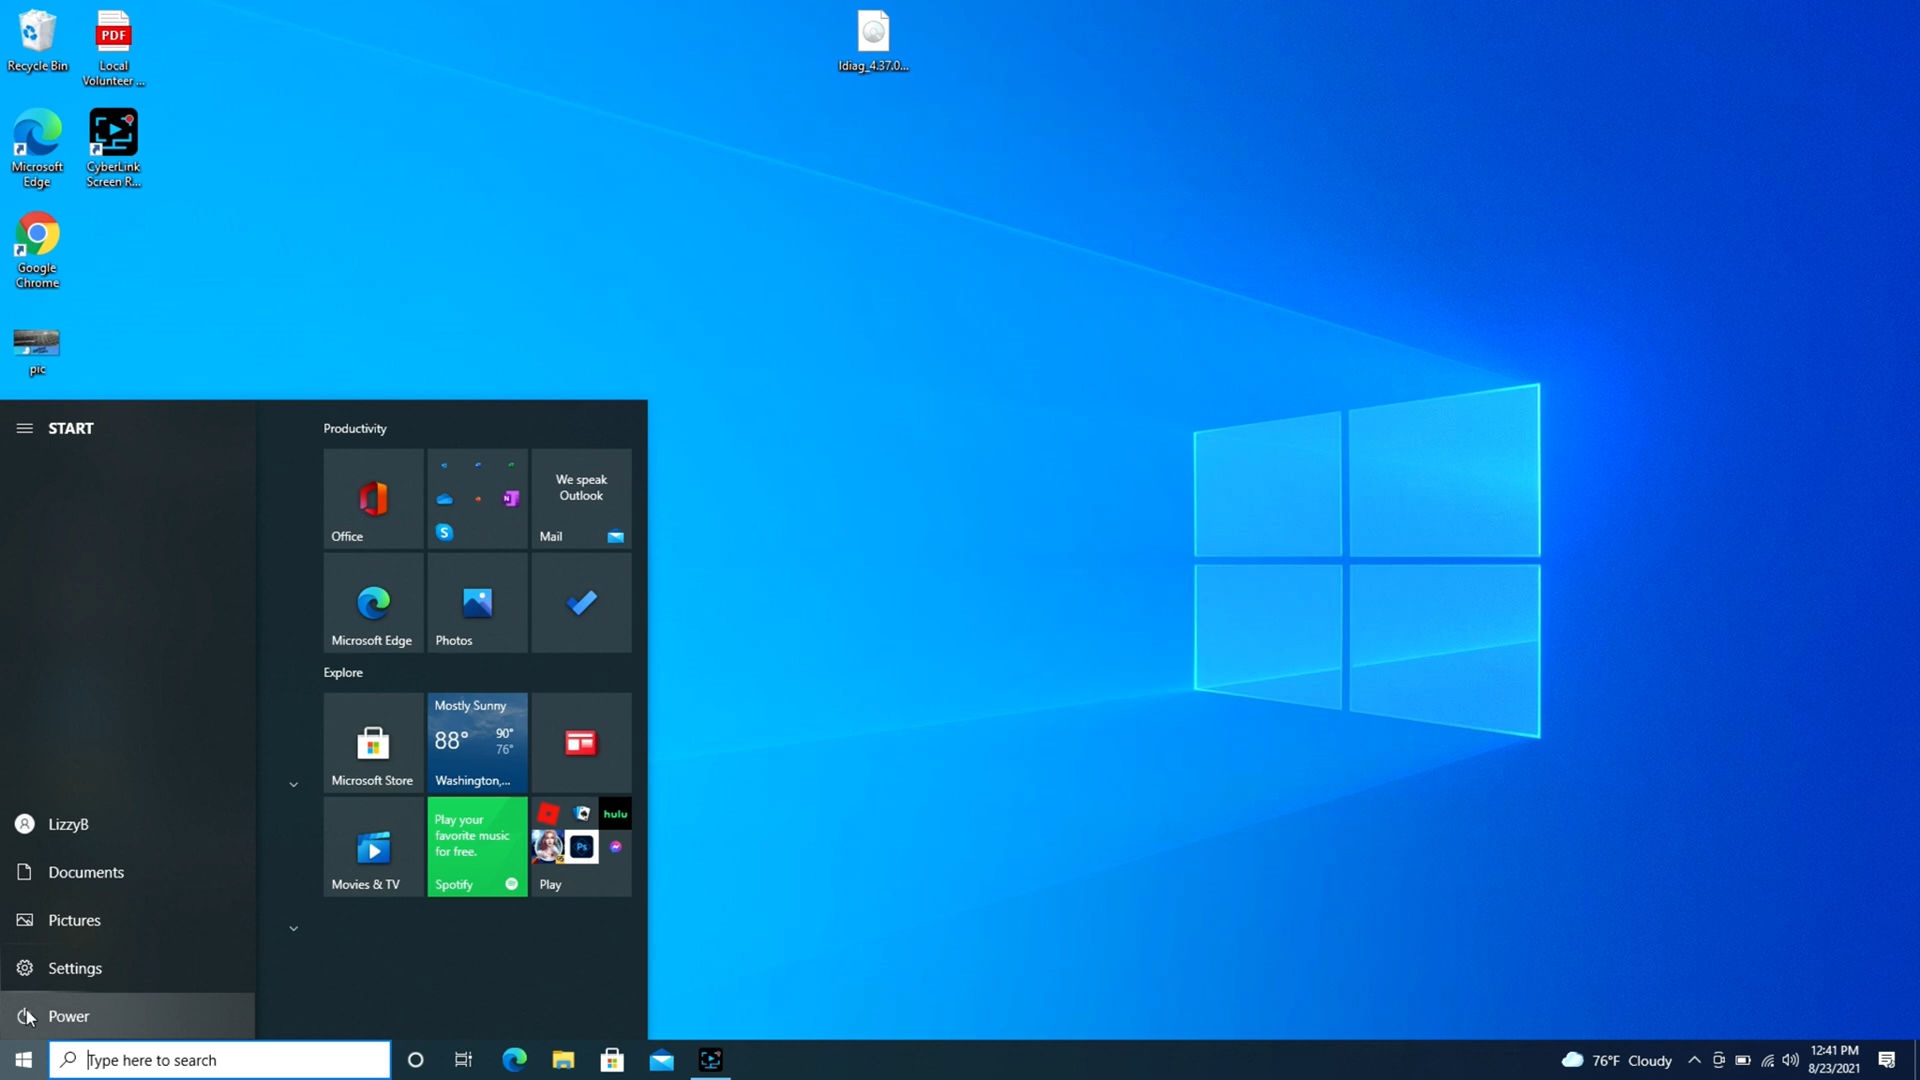 Recycle Bin
PDF
Local
Volunteer ...
Microsoft
Edge
CyberLink
Screen R...
Google
Chrome
pic
ldiag_4.37.0...
START
LizzyB
Documents
Pictures
Settings
Power
Productivity
Office
N
S
We speak
Outlook
Mail
Microsoft Edge
Photos
Explore
Microsoft Store
Mostly Sunny
88°
90°
76°
Washington,...
Movies & TV
Play your
favorite music
for free.
Spotify
hulu
Ps
Play
Type here to search
76°F Cloudy
12:41 PM
8/23/2021